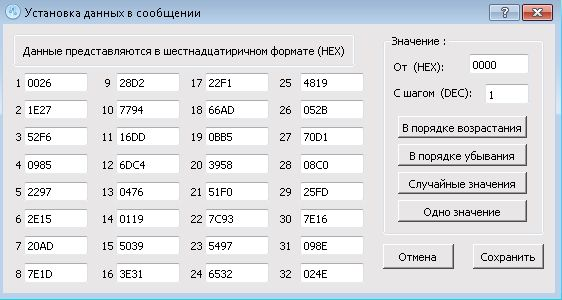 Установка данных в сообщении
Данные представляются в шестнадцатиричном формате (HEX)
1 0026 9 28D2 17 22F1 25 4819
2 1E27 10 7794 18 66AD 26 052B
3 52F6 11 16DD 19 0BB5 27 70D1
4 0985 12 6DC4 20 3958 28 08C0
5 2297 13 0476 21 51F0 29 25FD
6 2E15 14 0119 22 7C93 30 7E16
7 20AD 15 5039 23 5497 31 098E
8 7E1D 16 3E31 24 6532 32 024E
Значение :
От (HEX): 0000
С шагом (DEC): 1
В порядке возрастания
В порядке убывания
Случайные значения
Одно значение
Отмена Сохранить